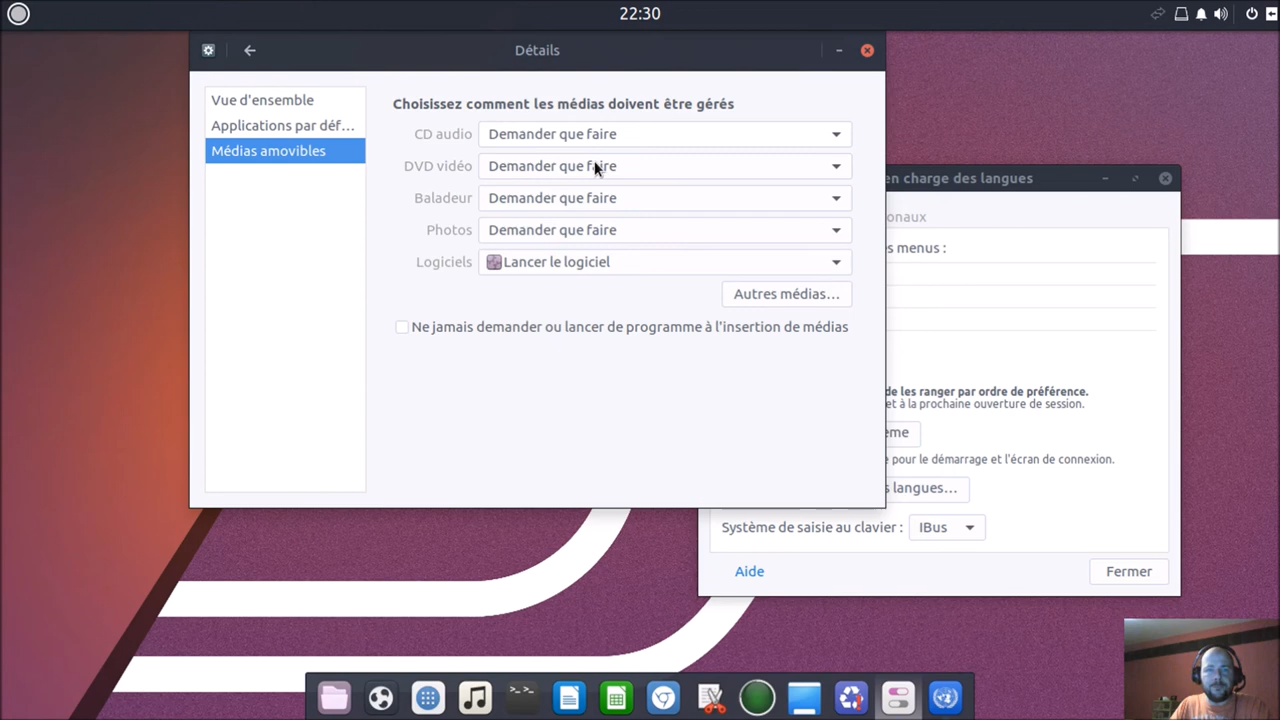 22:30
Détails
Vue d'ensemble
Applications par déf...
Médias amovibles
Choisissez comment les médias doivent être gérés
CD audio Demander que faire
DVD vidéo Demander que faire
Baladeur Demander que faire
Photos Demander que faire
Logiciels Lancer le logiciel
Autres médias...
Ne jamais demander ou lancer de programme à l'insertion de médias
en charge des langues
onaux
s menus :
de les ranger par ordre de préférence.
et à la prochaine ouverture de session.
ème
pour le démarrage et l'écran de connexion.
s langues...
Système de saisie au clavier : IBus
Aide
Fermer
>_ >-